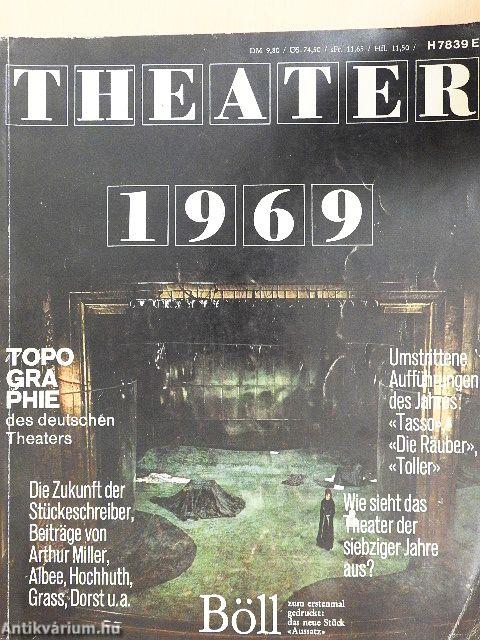 DM 9,80 / ÖS 74,50 / sFr. 11,65 / Hfl. 11,50 / H7839E
THEATER
1969
TOPO
GRA
PHIE
des deutschen
Theaters
Umstrittene
Aufführungen
des Jahres:
«Tasso»,
«Die Räuber»,
«Toller»
Die Zukunft der
Stückeschreiber,
Beiträge von
Arthur Miller,
Albee, Hochhuth,
Grass, Dorst u.a.
Wie sieht das
Theater der
siebziger Jahre
aus?
Böll
zum erstenmal
gedruckt:
das neue Stück
«Aussatz»
Antikvárium.hu